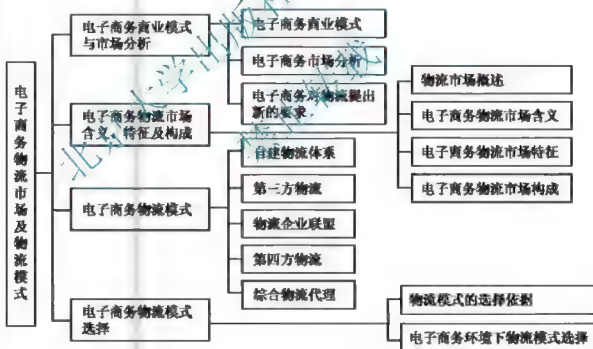 电子商务物流市场及物流模式
电子商务商业模式
与市场分析
电子商务商业模式
电子商务市场分析
电子商务对物流提出
新的要求
电子商务物流市场
含义、特征及构成
物流市场概述
电子商务物流市场含义
电子商务物流市场特征
电子商务物流市场构成
电子商务物流模式
自建物流体系
第三方物流
物流企业联盟
第四方物流
综合物流代理
电子商务物流模式
选择
物流模式的选择依据
电子商务环境下物流模式选择